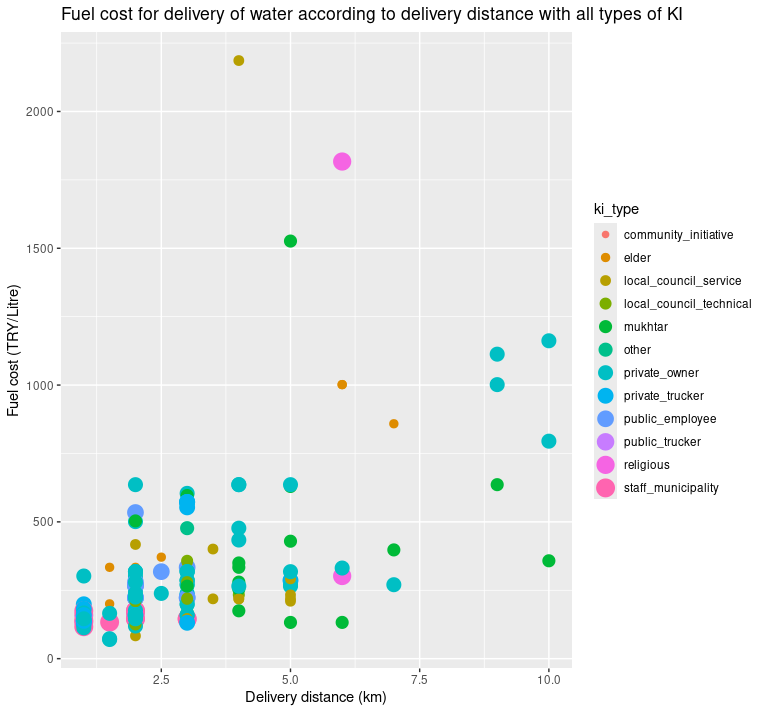 Fuel cost for delivery of water according to delivery distance with all types of KI
Fuel cost (TRY/Litre)
2000
1500
1000
500
0
2.5
5.0
7.5
10.0
Delivery distance (km)
ki_type
community_initiative
elder
local_council_service
local_council_technical
mukhtar
other
private_owner
private_trucker
public_employee
public_trucker
religious
staff_municipality